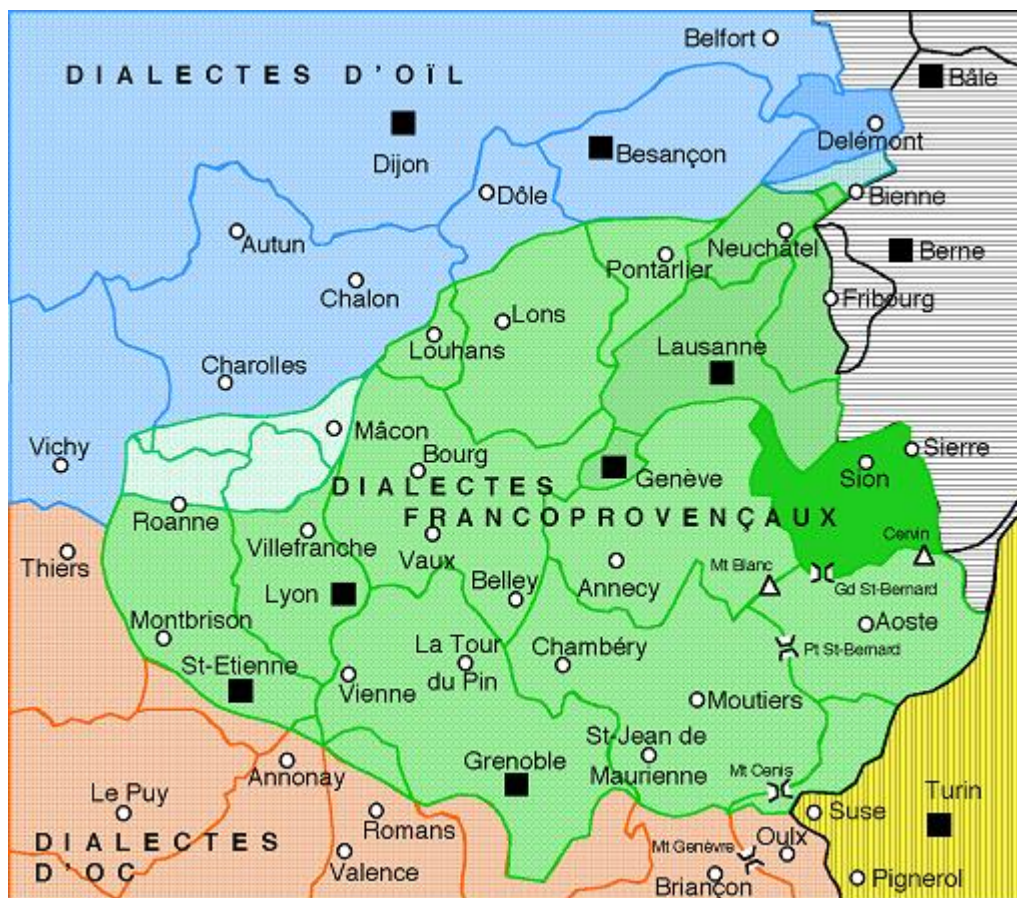 Belfort
DIALECTES D'OÏL
Bâle
Delémont
Dijon
Besançon
Dôle
Bienne
Autun
Neuchâtel
Berne
Pontarlier
Chalon
Fribourg
Lons
Louhans
Lausanne
Charolles
Mâcon
Vichy
Bourg
Sierre
Genève
Sion
DIALECTES
FRANCOPROVENÇAUX
Roanne
Villefranche
Vaux
Cervin
Thiers
Mt Blanc
Annecy
Belley
Gd St-Bernard
Lyon
Montbrison
Aoste
Pt St-Bernard
La Tour
du Pin
Chambéry
St-Etienne
Vienne
Moutiers
St-Jean de
Maurienne
Grenoble
Mt Cenis
Annonay
Le Puy
Suse
Turin
Romans
DIALECTES
D'OC
Mt Genèvre
Oulx
Valence
Briançon
Pignerol